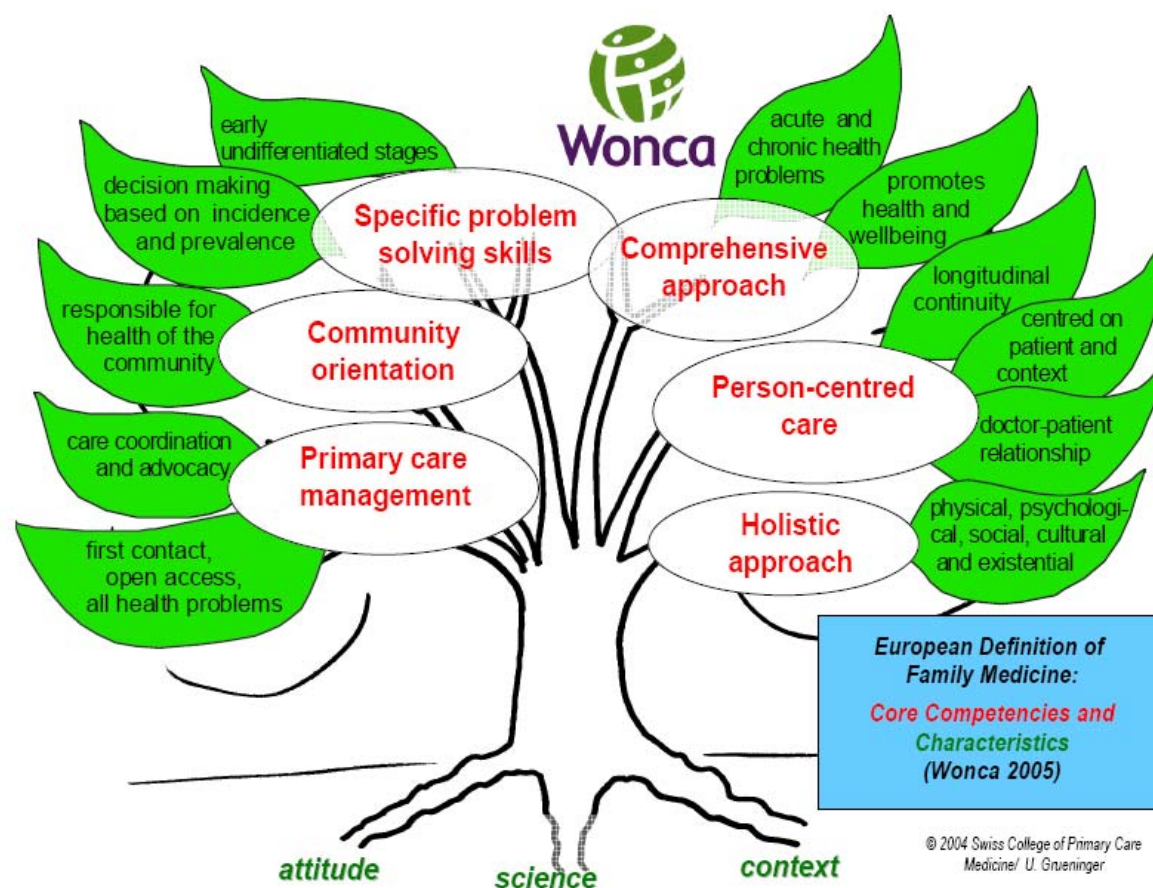 Wonca
early
undifferentiated stages
decision making
based on incidence
and prevalence
Specific problem
solving skills
responsible for
health of the
community
Community
orientation
care coordination
and advocacy
Primary care
management
first contact,
open access,
all health problems
acute and
chronic health
problems
promotes
health and
wellbeing
Comprehensive
approach
longitudinal
continuity
centred on
patient and
context
doctor-patient
relationship
Person-centred
care
physical, psychologi-
cal, social, cultural
and existential
Holistic
approach
European Definition of
Family Medicine:
Core Competencies and
Characteristics
(Wonca 2005)
attitude
science
context
© 2004 Swiss College of Primary Care
Medicine/ U. Grueninger